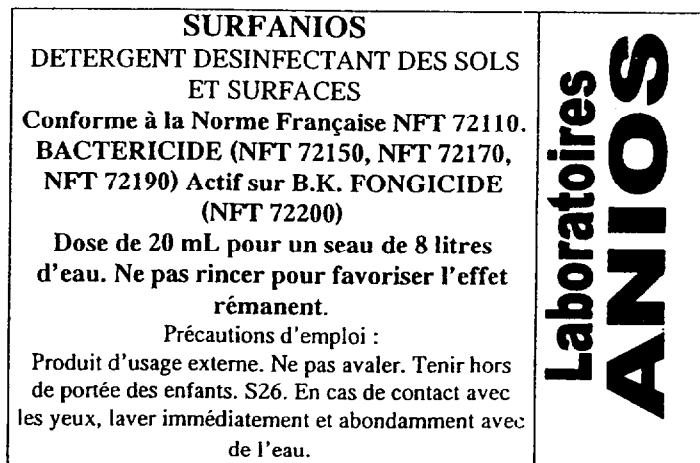 SURFANIOS
DETERGENT DESINFECTANT DES SOLS
ET SURFACES
Conforme à la Norme Française NFT 72110.
BACTERICIDE (NFT 72150, NFT 72170,
NFT 72190) Actif sur B.K. FONGICIDE
(NFT 72200)
Dose de 20 mL pour un seau de 8 litres
d'eau. Ne pas rincer pour favoriser l'effet
rémanent.
Précautions d'emploi :
Produit d'usage externe. Ne pas avaler. Tenir hors
de portée des enfants. S26. En cas de contact avec
les yeux, laver immédiatement et abondamment avec
de l'eau.
Laboratoires
ANIOS